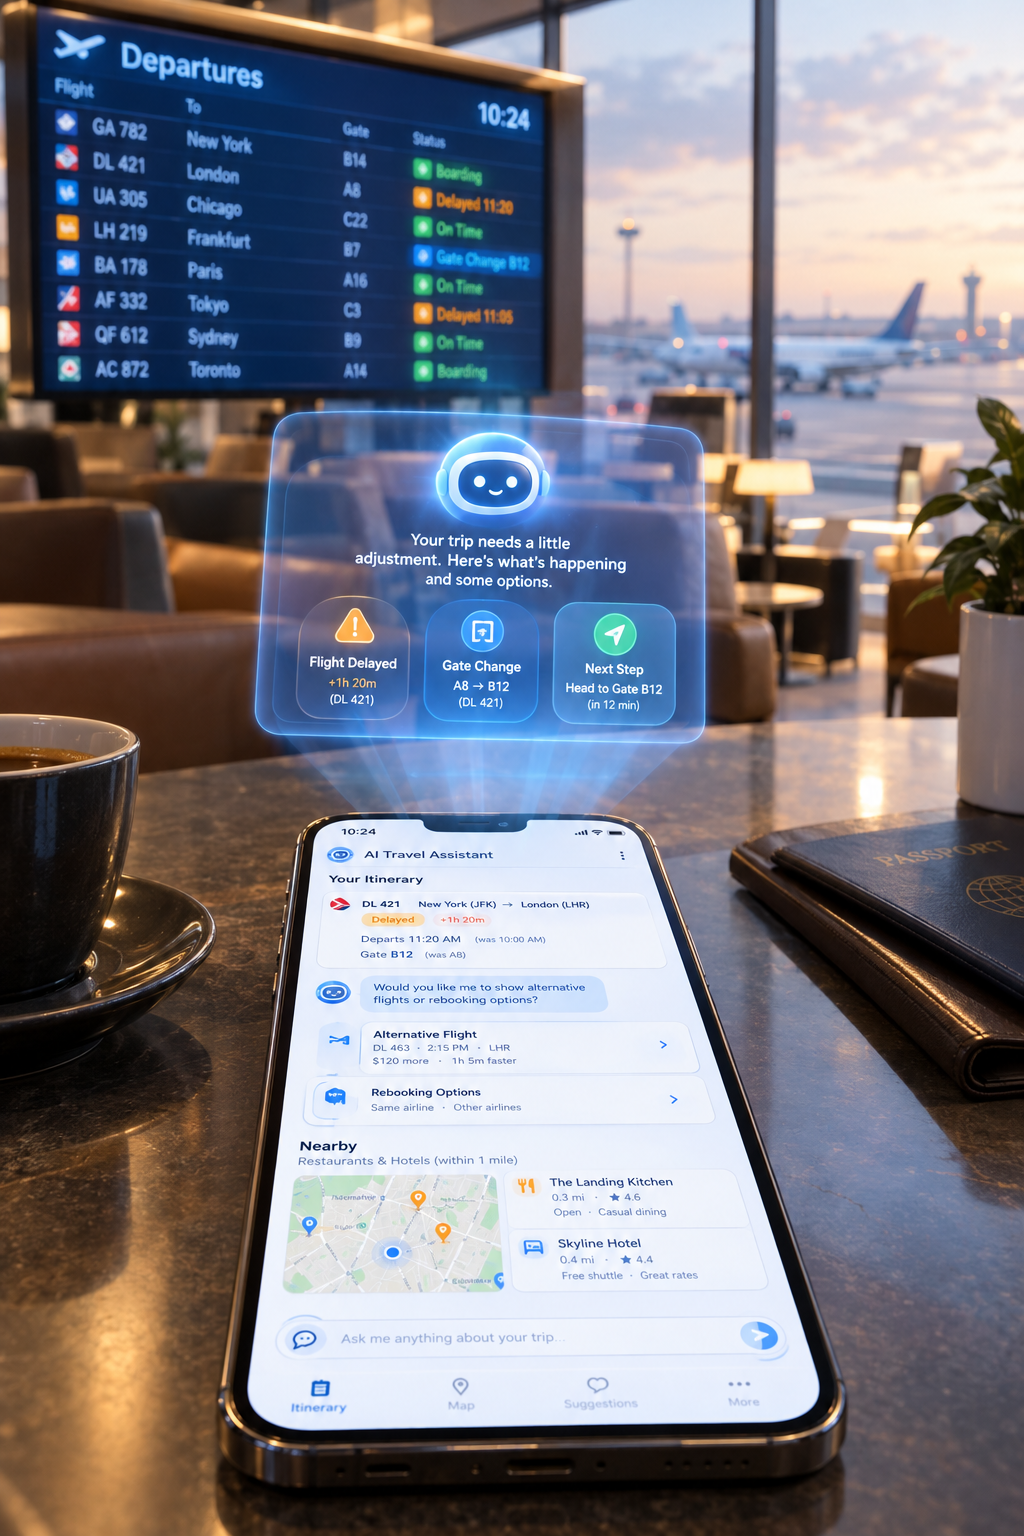 Departures
10:24
Flight To Gate Status
GA 782 New York B14 Boarding
DL 421 London A8 Delayed 11:20
UA 305 Chicago C22 On Time
LH 219 Frankfurt B7 Gate Change B12
BA 178 Paris A16 On Time
AF 332 Tokyo C3 Delayed 11:05
QF 612 Sydney B9 On Time
AC 872 Toronto A14 Boarding
Your trip needs a little
adjustment. Here's what's happening
and some options.
Flight Delayed
+1h 20m
(DL 421)
Gate Change
A8 → B12
(DL 421)
Next Step
Head to Gate B12
(in 12 min)
PASSPORT
10:24
AI Travel Assistant
Your Itinerary
DL 421 New York (JFK) → London (LHR)
Delayed +1h 20m
Departs 11:20 AM (was 10:00 AM)
Gate B12 (was A8)
Would you like me to show alternative
flights or rebooking options?
Alternative Flight
DL 463 · 2:15 PM · LHR
$120 more · 1h 5m faster
Rebooking Options
Same airline · Other airlines
Nearby
Restaurants & Hotels (within 1 mile)
The Landing Kitchen
0.3 mi · ★ 4.6
Open · Casual dining
Skyline Hotel
0.4 mi · ★ 4.4
Free shuttle · Great rates
Ask me anything about your trip...
Itinerary Map Suggestions More